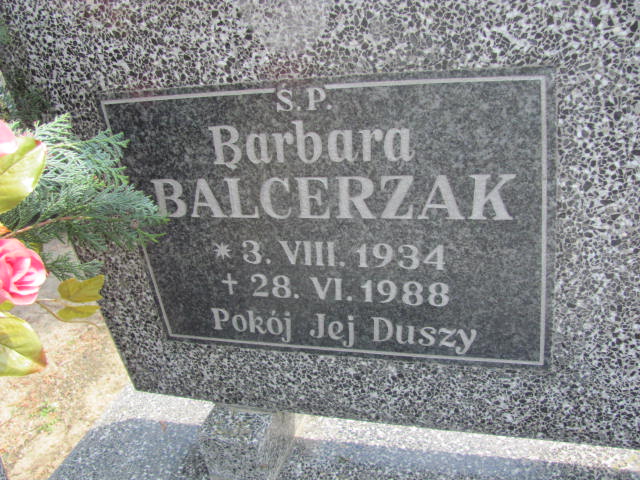 Ś.P.
Barbara
BALCERZAK
* 3. VIII. 1934
+ 28. VI. 1988
Pokój Jej Duszy